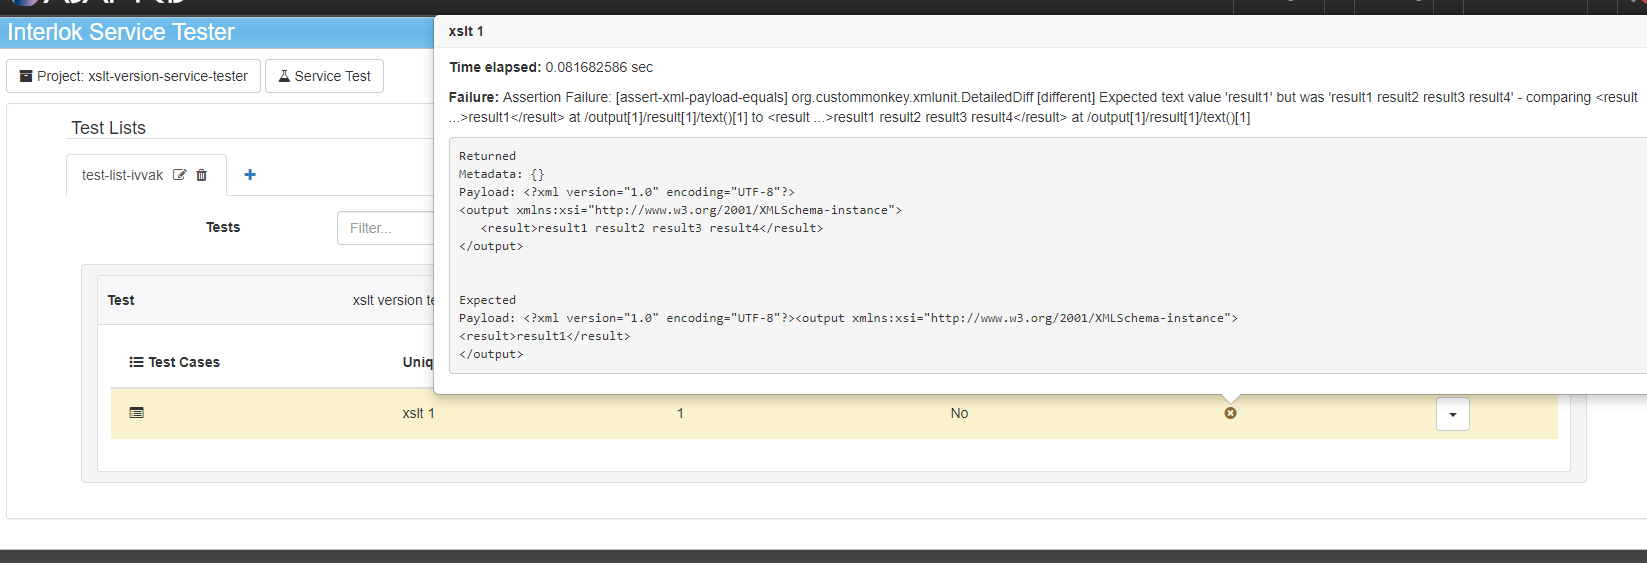 Interlok Service Tester
Project: xslt-version-service-tester
Service Test
Test Lists
test-list-ivvak
Tests
Filter...
Test
xslt version te
Test Cases
Uniq
xslt 1
1
No
xslt 1
Time elapsed: 0.081682586 sec
Failure: Assertion Failure: [assert-xml-payload-equals] org.custommonkey.xmlunit.DetailedDiff [different] Expected text value 'result1' but was 'result1 result2 result3 result4' - comparing <result
...>result1</result> at /output[1]/result[1]/text()[1] to <result ...>result1 result2 result3 result4</result> at /output[1]/result[1]/text()[1]
Returned
Metadata: {}
Payload: <?xml version="1.0" encoding="UTF-8"?>
<output xmlns:xsi="http://www.w3.org/2001/XMLSchema-instance">
<result>result1 result2 result3 result4</result>
</output>
Expected
Payload: <?xml version="1.0" encoding="UTF-8"?><output xmlns:xsi="http://www.w3.org/2001/XMLSchema-instance">
<result>result1</result>
</output>